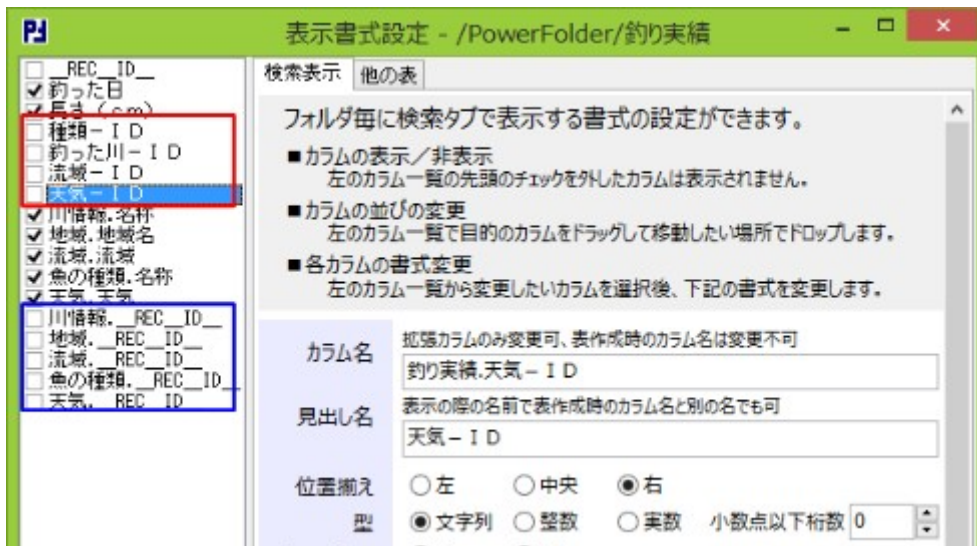 表示書式設定 - /PowerFolder/釣り実績
__REC__ID__
釣った日
長さ（cm）
種類－ＩＤ
釣った川－ＩＤ
流域－ＩＤ
天気－ＩＤ
川情報.名称
地域.地域名
流域.流域
魚の種類.名称
天気.天気
川情報.__REC__ID__
地域.__REC__ID__
流域.__REC__ID__
魚の種類.__REC__ID__
天気.__REC__ID__
検索表示 他の表
フォルダ毎に検索タブで表示する書式の設定ができます。
■カラムの表示／非表示
左のカラム一覧の先頭のチェックを外したカラムは表示されません。
■カラムの並びの変更
左のカラム一覧で目的のカラムをドラッグして移動したい場所でドロップします。
■各カラムの書式変更
左のカラム一覧から変更したいカラムを選択後、下記の書式を変更します。
カラム名
拡張カラムのみ変更可、表作成時のカラム名は変更不可
釣り実績.天気－ＩＤ
見出し名
表示の際の名前で表作成時のカラム名と別の名でも可
天気－ＩＤ
位置揃え 左 中央 右
型 文字列 整数 実数 小数点以下桁数 0